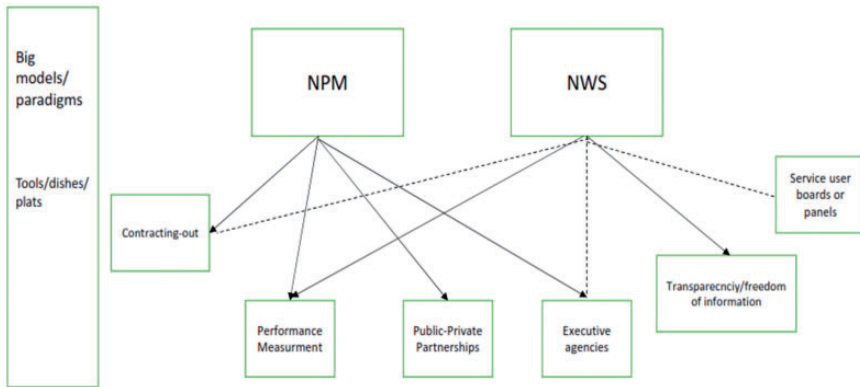 Big
models/
paradigms
NPM
NWS
Tools/dishes/
plats
Service user
boards or
panels
Contracting-out
Transparecnciy/freedom
of information
Performance
Measurment
Public-Private
Partnerships
Executive
agencies